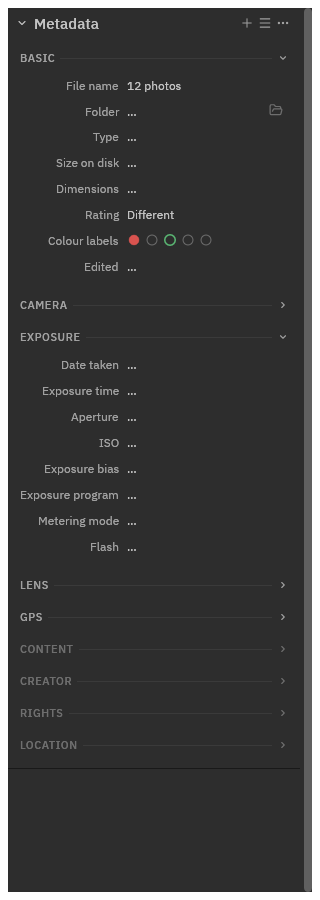 Metadata
BASIC
File name 12 photos
Folder ...
Type ...
Size on disk ...
Dimensions ...
Rating Different
Colour labels
Edited ...
CAMERA
EXPOSURE
Date taken ...
Exposure time ...
Aperture ...
ISO ...
Exposure bias ...
Exposure program ...
Metering mode ...
Flash ...
LENS
GPS
CONTENT
CREATOR
RIGHTS
LOCATION